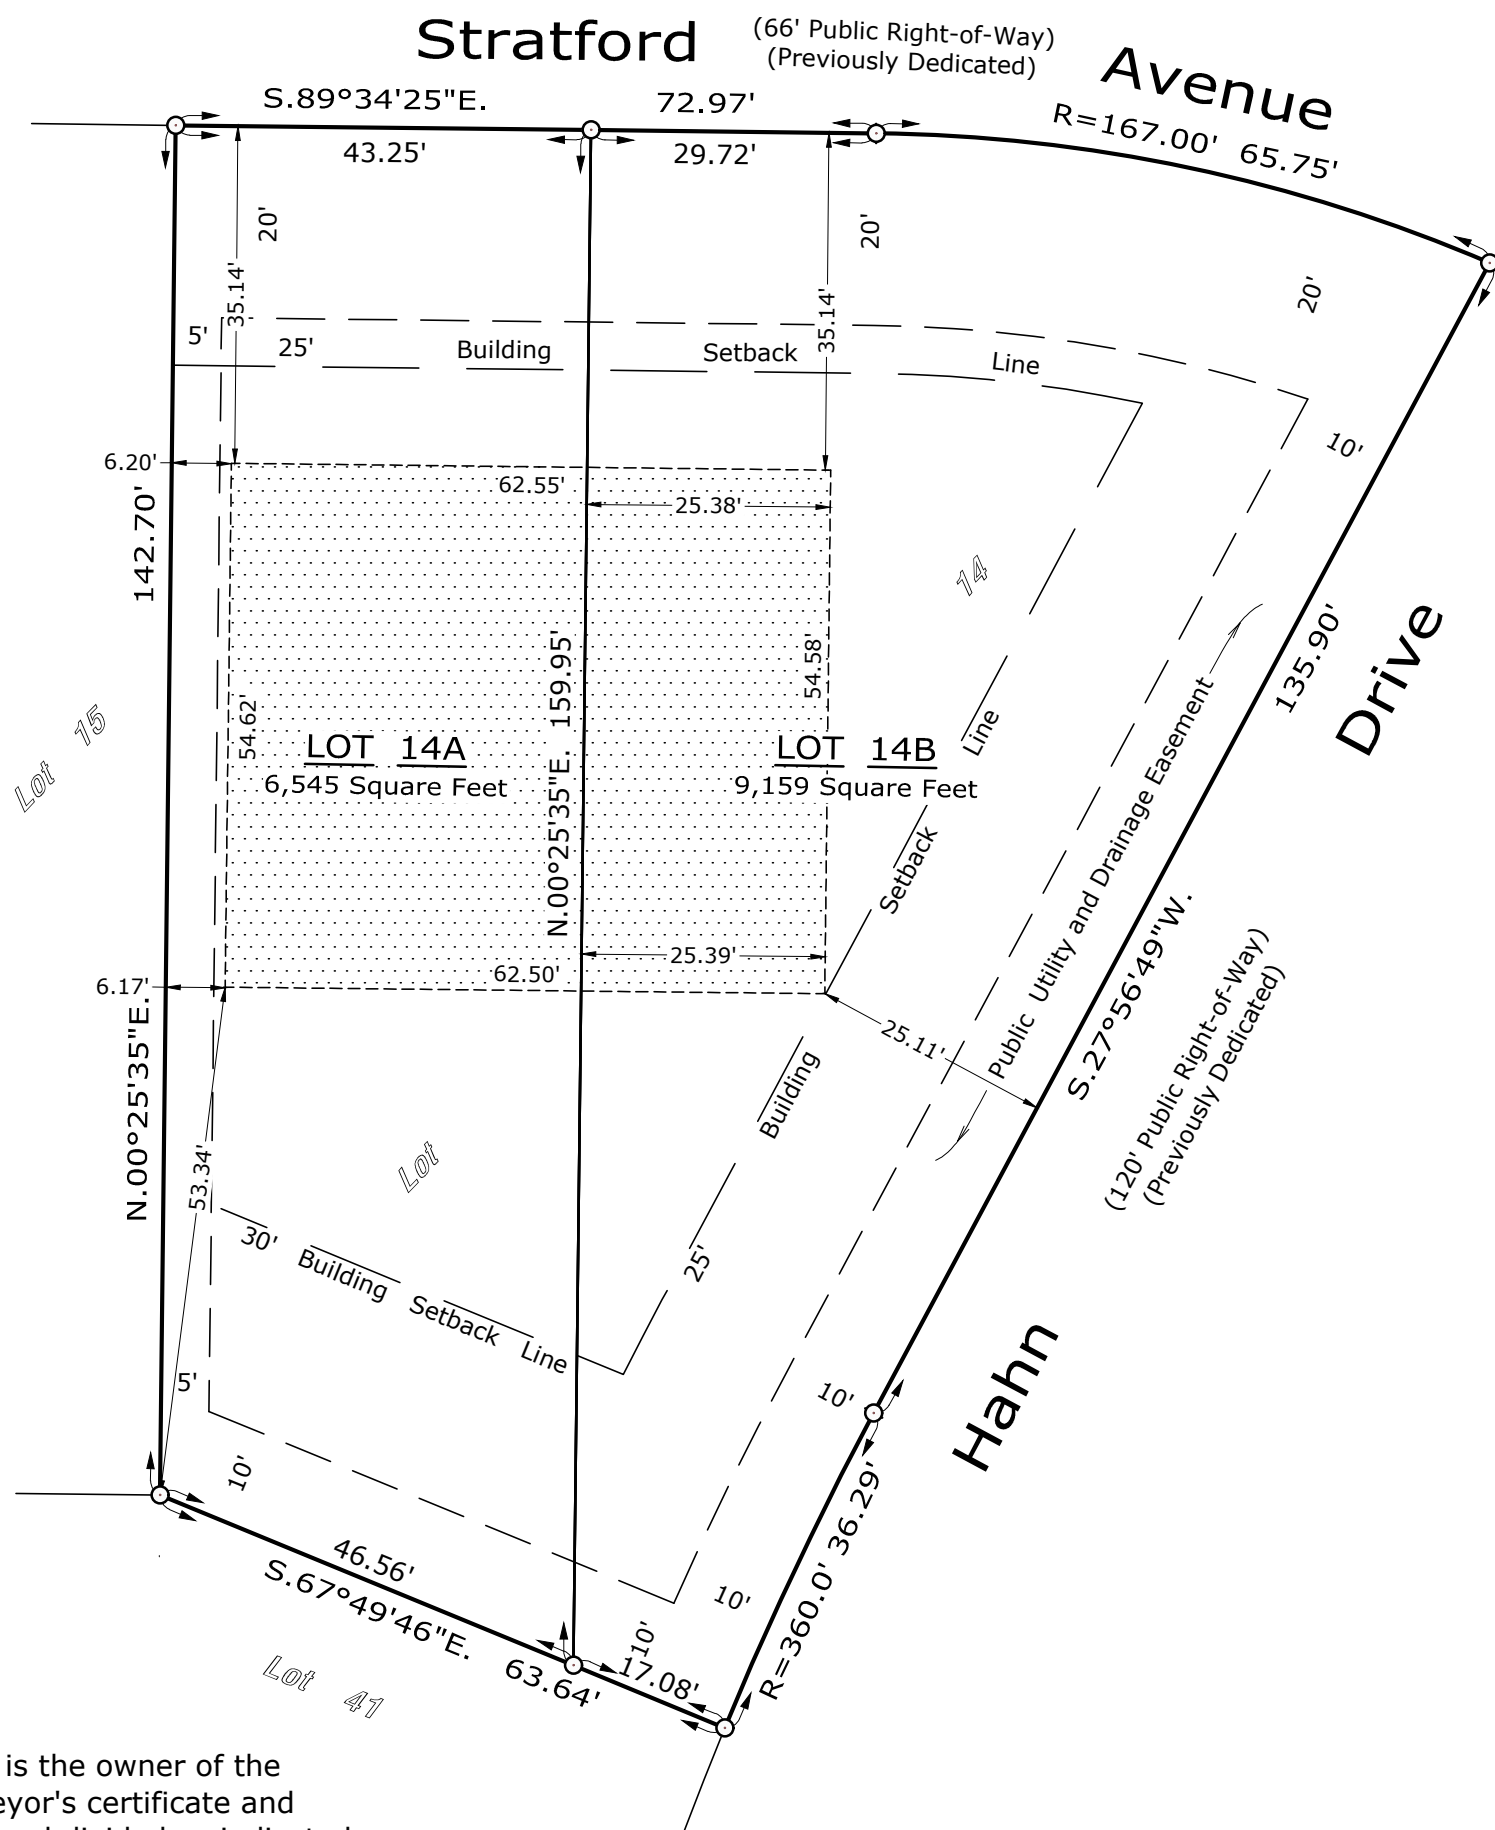 Stratford
(66' Public Right-of-Way)
(Previously Dedicated)
Avenue
S.89°34'25"E.
72.97'
R=167.00' 65.75'
43.25'
29.72'
20'
20'
20'
35.14'
35.14'
5'
25'
Building
Setback
Line
10'
6.20'
62.55'
25.38'
142.70'
14
Drive
135.90'
Lot 15
54.62'
N.00°25'35"E. 159.95'
54.58'
Line
LOT 14A
6,545 Square Feet
LOT 14B
9,159 Square Feet
Setback
Public Utility and Drainage Easement
S.27°56'49"W.
(120' Public Right-of-Way)
(Previously Dedicated)
6.17'
62.50'
25.39'
25.11'
N.00°25'35"E.
Building
53.34'
Lot
25'
30' Building Setback Line
5'
10'
Hahn
10'
46.56'
S.67°49'46"E.
63.64'
R=360.0' 36.29'
10'
10'
17.08'
Lot 41
is the owner of the
eyor's certificate and